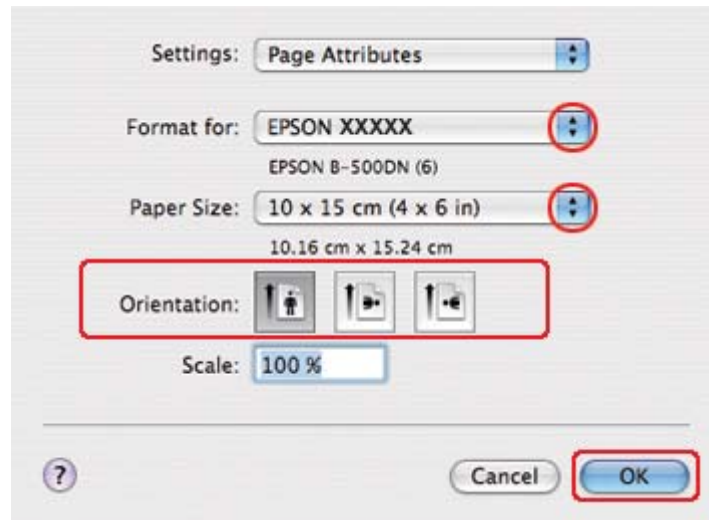 Settings: Page Attributes
Format for: EPSON XXXXX
EPSON B-500DN (6)
Paper Size: 10 x 15 cm (4 x 6 in)
10.16 cm x 15.24 cm
Orientation:
Scale: 100 %
? Cancel OK